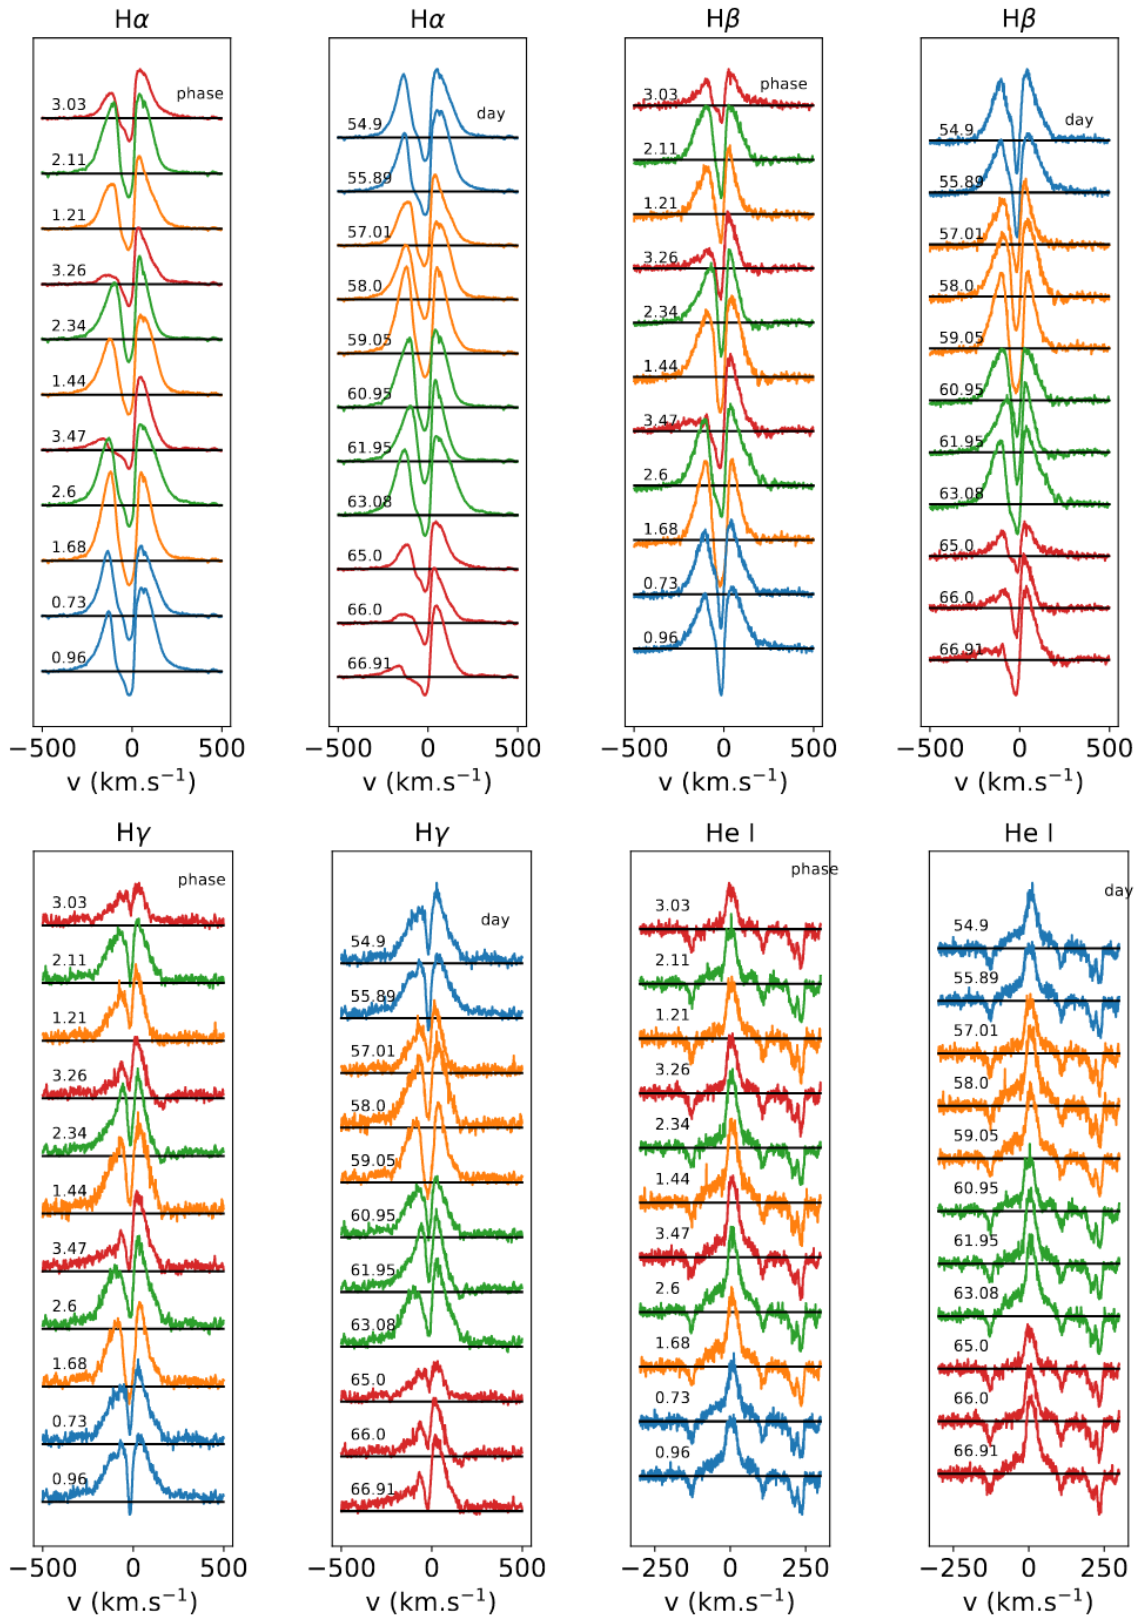 Hα
phase
3.03
2.11
1.21
3.26
2.34
1.44
3.47
2.6
1.68
0.73
0.96
−500 0 500
v (km.s⁻¹)
Hα
day
54.9
55.89
57.01
58.0
59.05
60.95
61.95
63.08
65.0
66.0
66.91
−500 0 500
v (km.s⁻¹)
Hβ
phase
3.03
2.11
1.21
3.26
2.34
1.44
3.47
2.6
1.68
0.73
0.96
−500 0 500
v (km.s⁻¹)
Hβ
day
54.9
55.89
57.01
58.0
59.05
60.95
61.95
63.08
65.0
66.0
66.91
−500 0 500
v (km.s⁻¹)
Hγ
phase
3.03
2.11
1.21
3.26
2.34
1.44
3.47
2.6
1.68
0.73
0.96
−500 0 500
v (km.s⁻¹)
Hγ
day
54.9
55.89
57.01
58.0
59.05
60.95
61.95
63.08
65.0
66.0
66.91
−500 0 500
v (km.s⁻¹)
He I
phase
3.03
2.11
1.21
3.26
2.34
1.44
3.47
2.6
1.68
0.73
0.96
−250 0 250
v (km.s⁻¹)
He I
day
54.9
55.89
57.01
58.0
59.05
60.95
61.95
63.08
65.0
66.0
66.91
−250 0 250
v (km.s⁻¹)